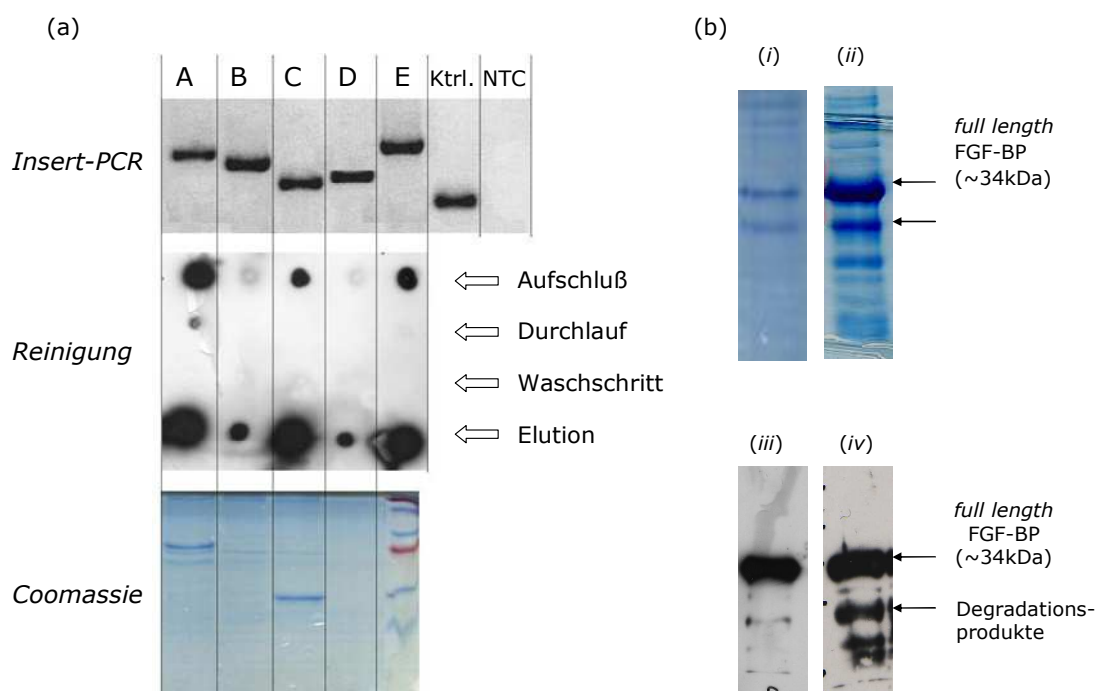 (a)
A B C D E Ktrl. NTC
Insert-PCR
Aufschluß
Durchlauf
Reinigung
Waschschritt
Elution
Coomassie
(b)
(i) (ii)
full length
FGF-BP
(~34kDa)
(iii) (iv)
full length
FGF-BP
(~34kDa)
Degradations-
produkte